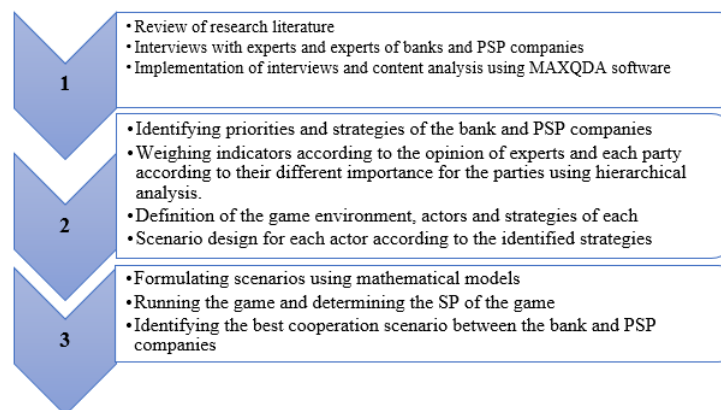 1
•Review of research literature
•Interviews with experts and experts of banks and PSP companies
•Implementation of interviews and content analysis using MAXQDA software
2
•Identifying priorities and strategies of the bank and PSP companies
•Weighing indicators according to the opinion of experts and each party
according to their different importance for the parties using hierarchical
analysis.
•Definition of the game environment, actors and strategies of each
•Scenario design for each actor according to the identified strategies
3
•Formulating scenarios using mathematical models
•Running the game and determining the SP of the game
•Identifying the best cooperation scenario between the bank and PSP
companies